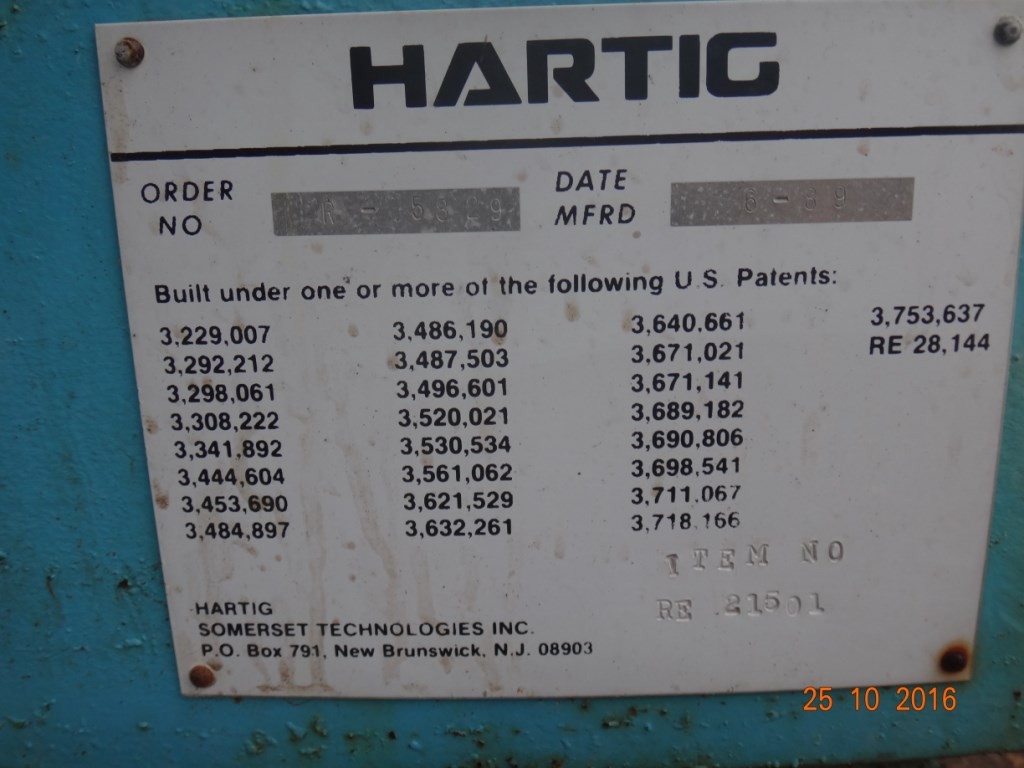 HARTIG
ORDER NO
DATE MFRD 6-89
Built under one or more of the following U.S. Patents:
3,229,007 3,486,190 3,640,661 3,753,637
3,292,212 3,487,503 3,671,021 RE 28,144
3,298,061 3,496,601 3,671,141
3,308,222 3,520,021 3,689,182
3,341,892 3,530,534 3,690,806
3,444,604 3,561,062 3,698,541
3,453,690 3,621,529 3,711,067
3,484,897 3,632,261 3,718,166
ITEM NO
RE 21501
HARTIG
SOMERSET TECHNOLOGIES INC.
P.O. Box 791, New Brunswick, N.J. 08903
25 10 2016